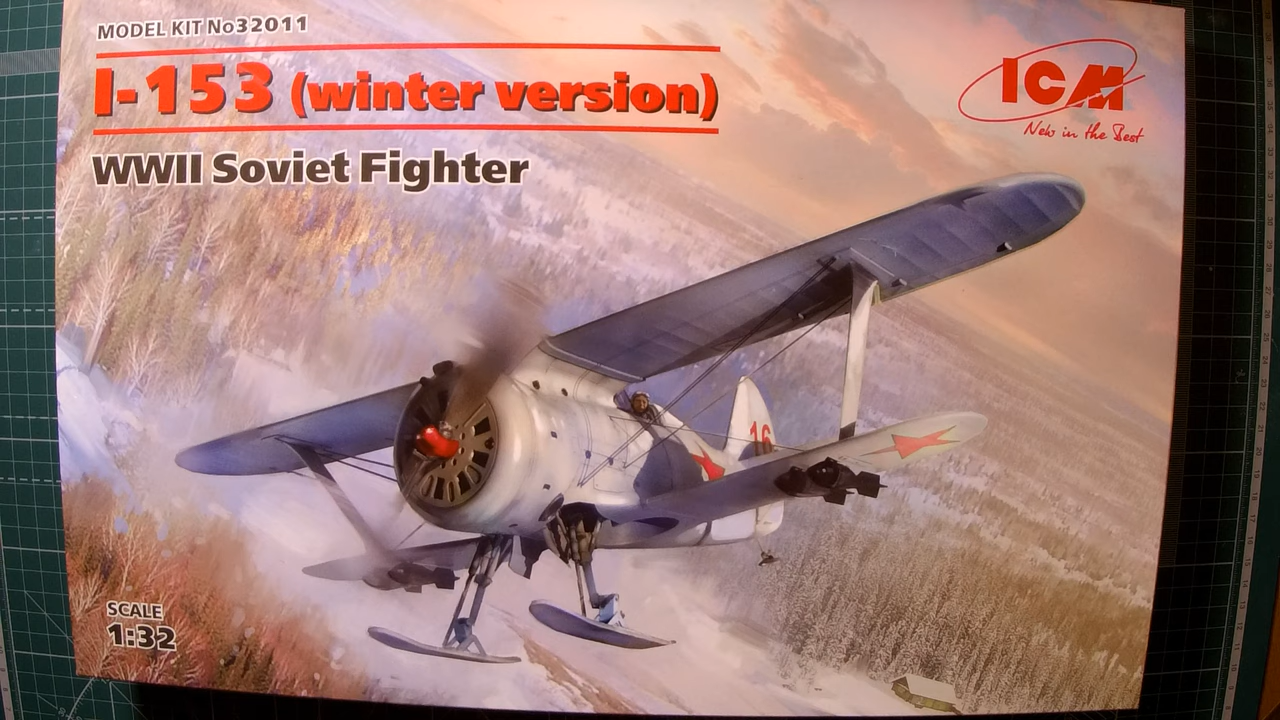 MODEL KIT No32011
I-153 (winter version)
WWII Soviet Fighter
ICM
New in the Best
16
SCALE
1:32